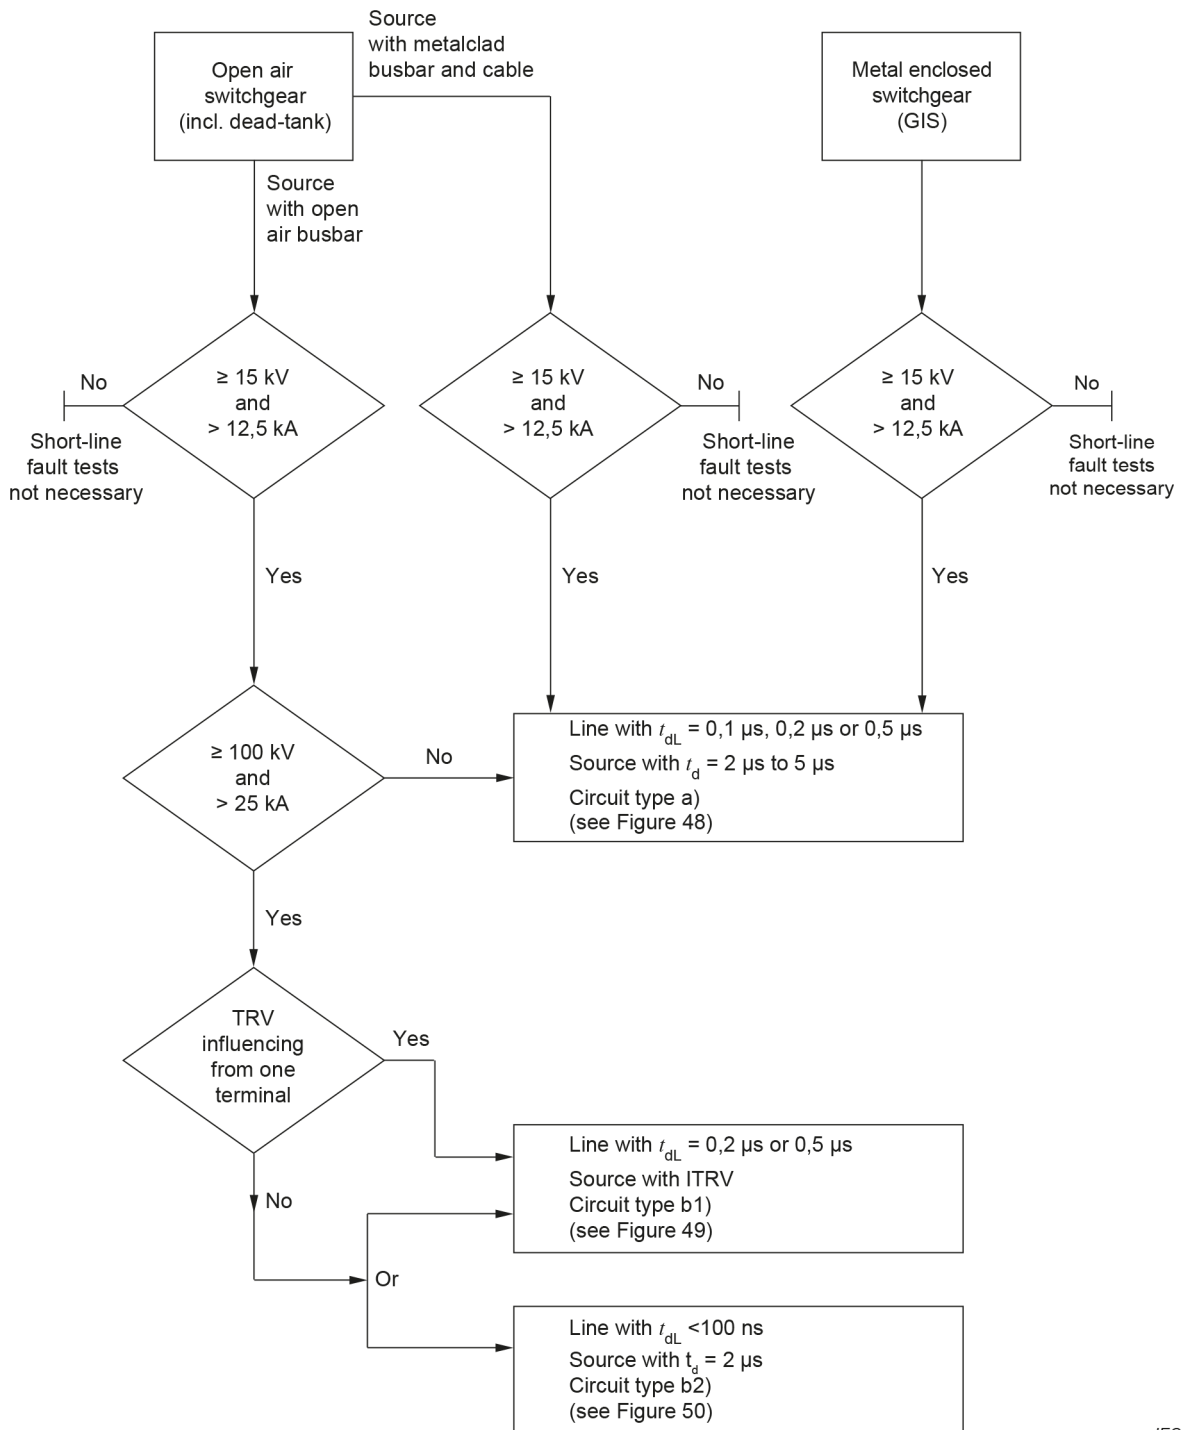 Source
with metalclad
busbar and cable
Open air
switchgear
(incl. dead-tank)
Metal enclosed
switchgear
(GIS)
Source
with open
air busbar
No
≥ 15 kV
and
> 12,5 kA
Short-line
fault tests
not necessary
≥ 15 kV
and
> 12,5 kA
No
Short-line
fault tests
not necessary
≥ 15 kV
and
> 12,5 kA
No
Short-line
fault tests
not necessary
Yes
Yes
Yes
≥ 100 kV
and
> 25 kA
No
Line with tdL = 0,1 µs, 0,2 µs or 0,5 µs
Source with td = 2 µs to 5 µs
Circuit type a)
(see Figure 48)
Yes
TRV
influencing
from one
terminal
Yes
Line with tdL = 0,2 µs or 0,5 µs
Source with ITRV
Circuit type b1)
(see Figure 49)
No
Or
Line with tdL <100 ns
Source with td = 2 µs
Circuit type b2)
(see Figure 50)